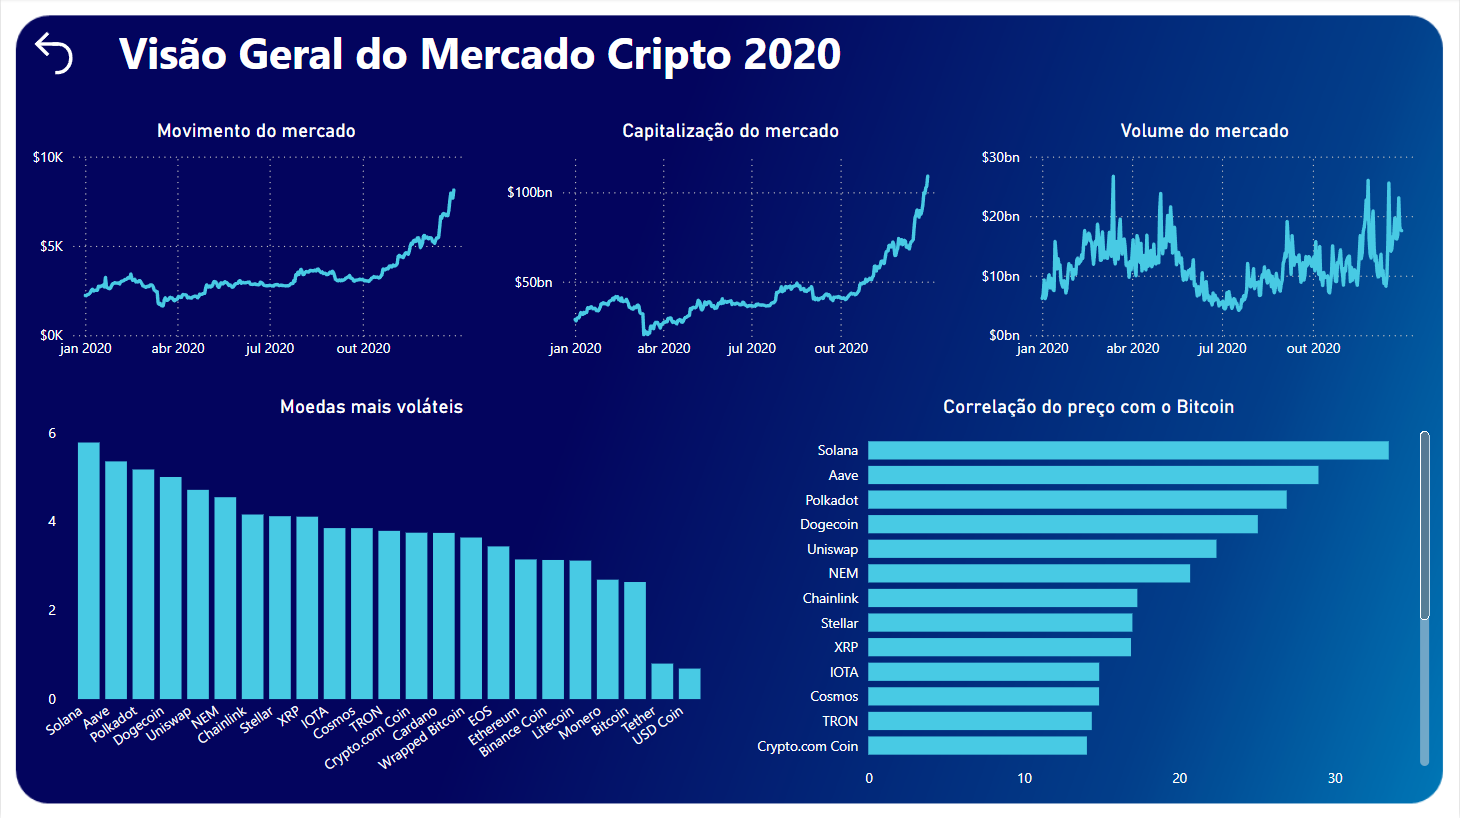 Visão Geral do Mercado Cripto 2020
Movimento do mercado
$10K
$5K
$0K
jan 2020 abr 2020 jul 2020 out 2020
Capitalização do mercado
$100bn
$50bn
jan 2020 abr 2020 jul 2020 out 2020
Volume do mercado
$30bn
$20bn
$10bn
$0bn
jan 2020 abr 2020 jul 2020 out 2020
Moedas mais voláteis
6
4
2
0
Solana
Aave
Polkadot
Dogecoin
Uniswap
NEM
Chainlink
Stellar
XRP
IOTA
Cosmos
TRON
Crypto.com Coin
Cardano
Wrapped Bitcoin
EOS
Ethereum
Binance Coin
Litecoin
Monero
Bitcoin
Tether
USD Coin
Correlação do preço com o Bitcoin
Solana
Aave
Polkadot
Dogecoin
Uniswap
NEM
Chainlink
Stellar
XRP
IOTA
Cosmos
TRON
Crypto.com Coin
0 10 20 30